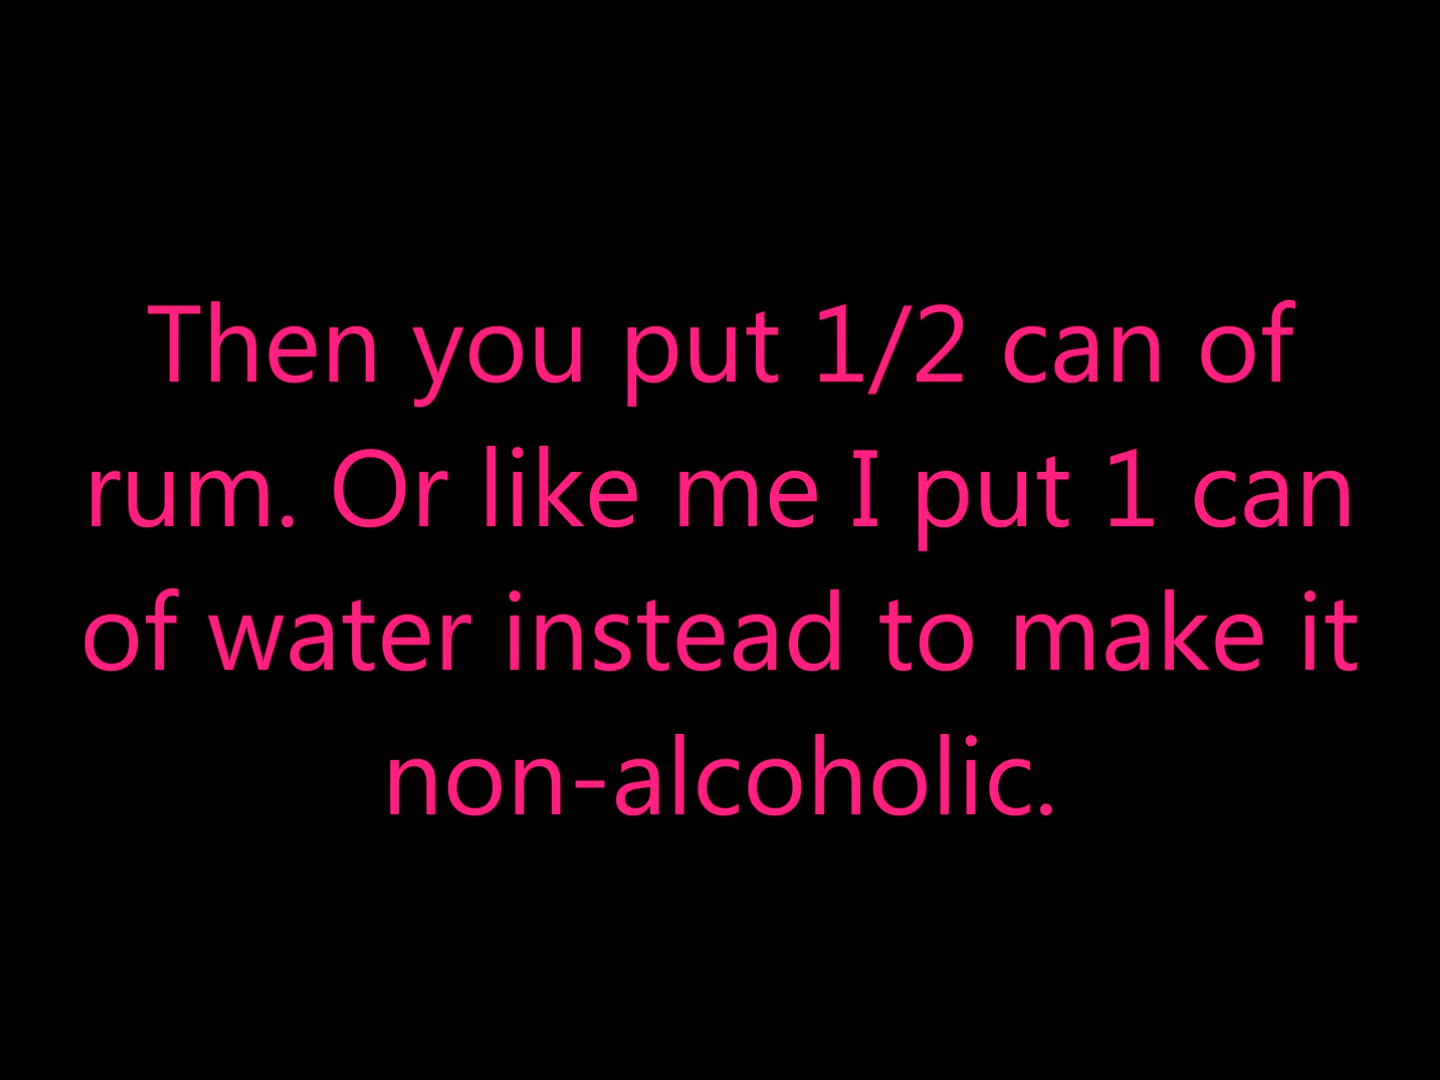 Then you put 1/2 can of
rum. Or like me I put 1 can
of water instead to make it
non-alcoholic.